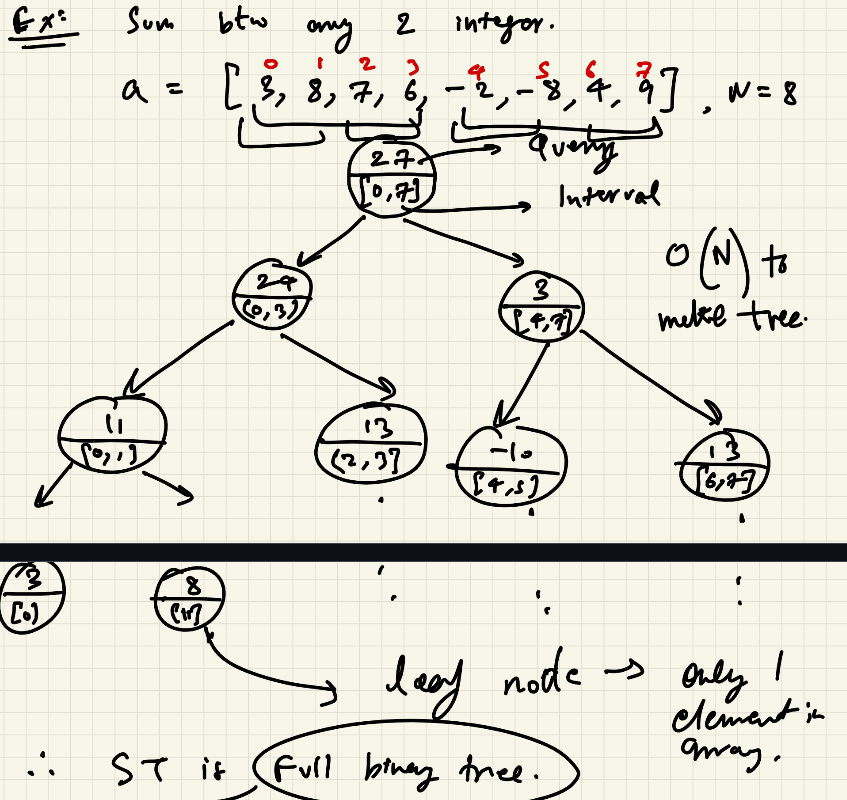 Ex: Sum btw any 2 integer.
0 1 2 3 4 5 6 7
a = [ 3, 8, 7, 6, -2, -8, 4, 9 ] , N = 8
27 Query
[0,7] Interval
O(N) to
make tree.
24 3
(0,3) [4,7]
11 13 -10 13
[0,1] (2,3] [4,5] [6,7]
3 8
[0] [1]
leaf node → only 1
element in
array.
∴ ST is Full binary tree.